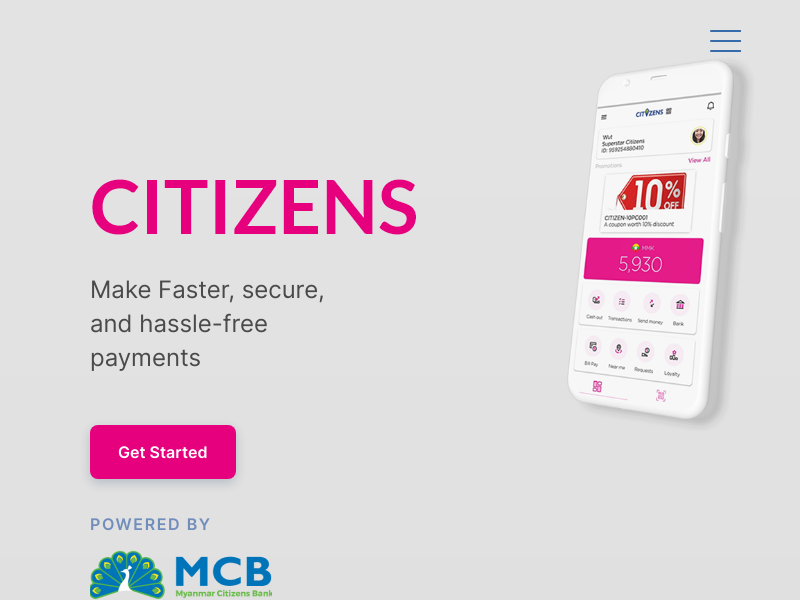 CITIZENS
Make Faster, secure,
and hassle-free
payments
Get Started
POWERED BY
MCB
Myanmar Citizens Bank
CITIZENS
Wut
Superstar Citizens
ID: 959254880410
Promotions
View All
10%
OFF
CITIZEN-10PC001
A coupon worth 10% discount
MMK
5,930
Cash out Transactions Send money Bank
Bill Pay Near me Requests Loyalty